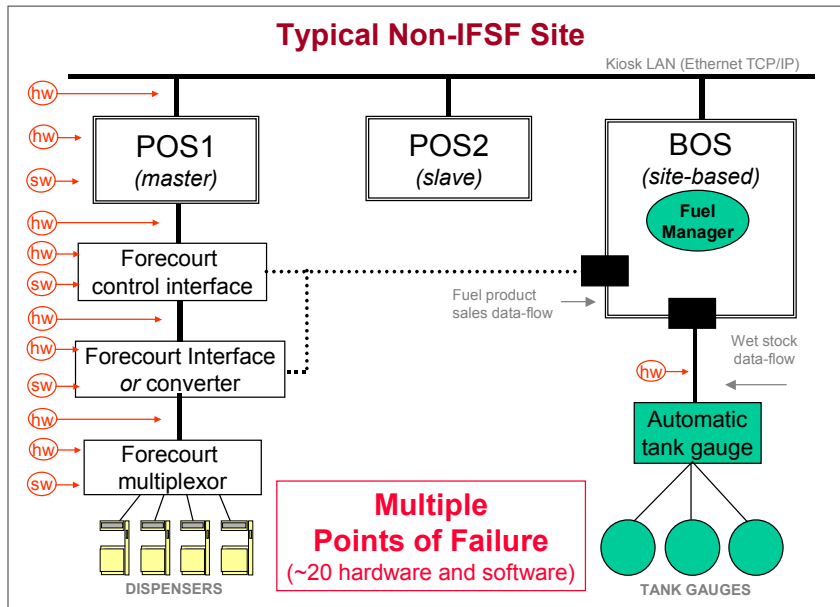 Typical Non-IFSF Site
Kiosk LAN (Ethernet TCP/IP)
hw
hw
sw
hw
hw
sw
hw
hw
sw
hw
hw
sw
POS1
(master)
POS2
(slave)
BOS
(site-based)
Fuel
Manager
Forecourt
control interface
Fuel product
sales data-flow
Wet stock
data-flow
hw
Forecourt Interface
or converter
Automatic
tank gauge
Forecourt
multiplexor
Multiple
Points of Failure
(~20 hardware and software)
DISPENSERS
TANK GAUGES